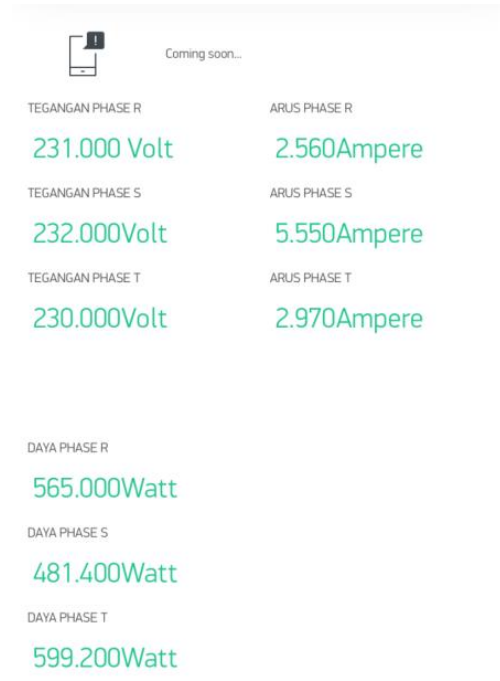 Coming soon...
TEGANGAN PHASE R
231.000 Volt
ARUS PHASE R
2.560Ampere
TEGANGAN PHASE S
232.000Volt
ARUS PHASE S
5.550Ampere
TEGANGAN PHASE T
230.000Volt
ARUS PHASE T
2.970Ampere
DAYA PHASE R
565.000Watt
DAYA PHASE S
481.400Watt
DAYA PHASE T
599.200Watt